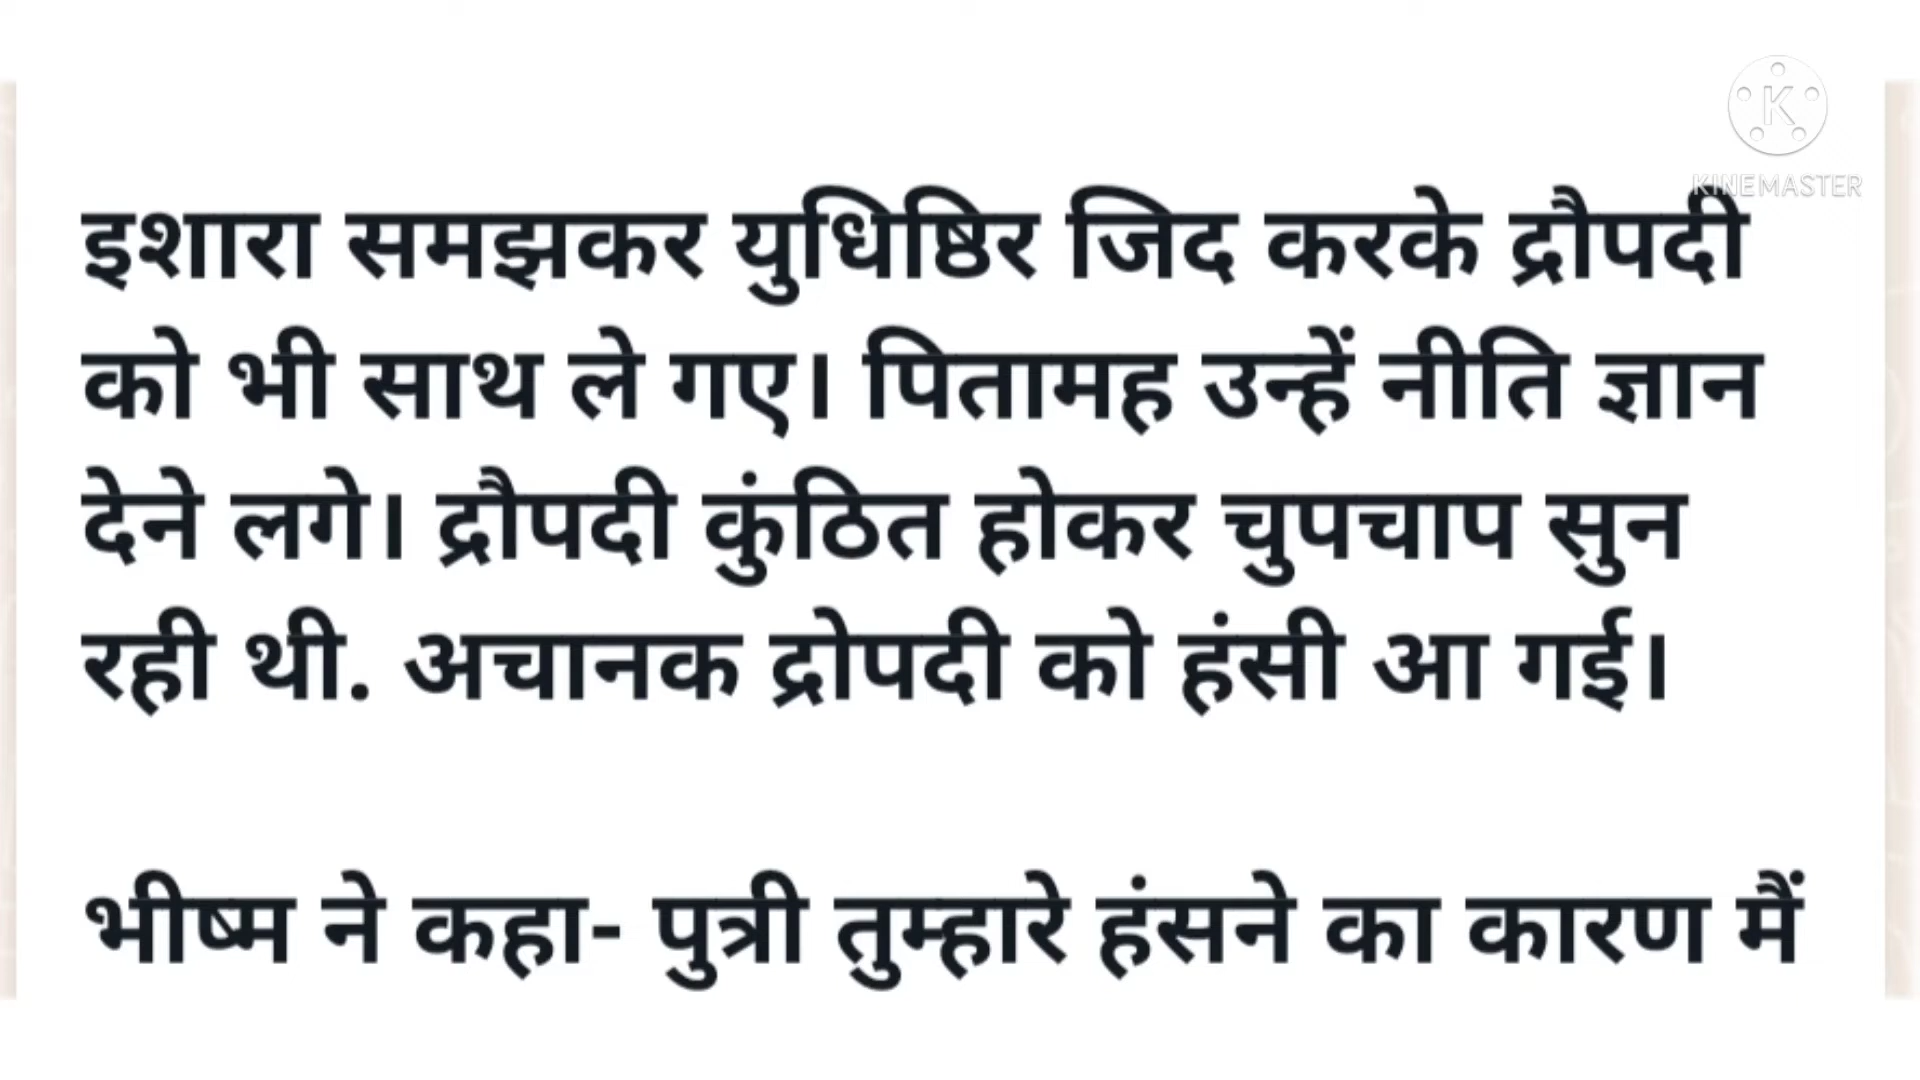 KINEMASTER
इशारा समझकर युधिष्ठिर जिद करके द्रौपदी
को भी साथ ले गए। पितामह उन्हें नीति ज्ञान
देने लगे। द्रौपदी कुंठित होकर चुपचाप सुन
रही थी. अचानक द्रोपदी को हंसी आ गई।
भीष्म ने कहा- पुत्री तुम्हारे हंसने का कारण मैं